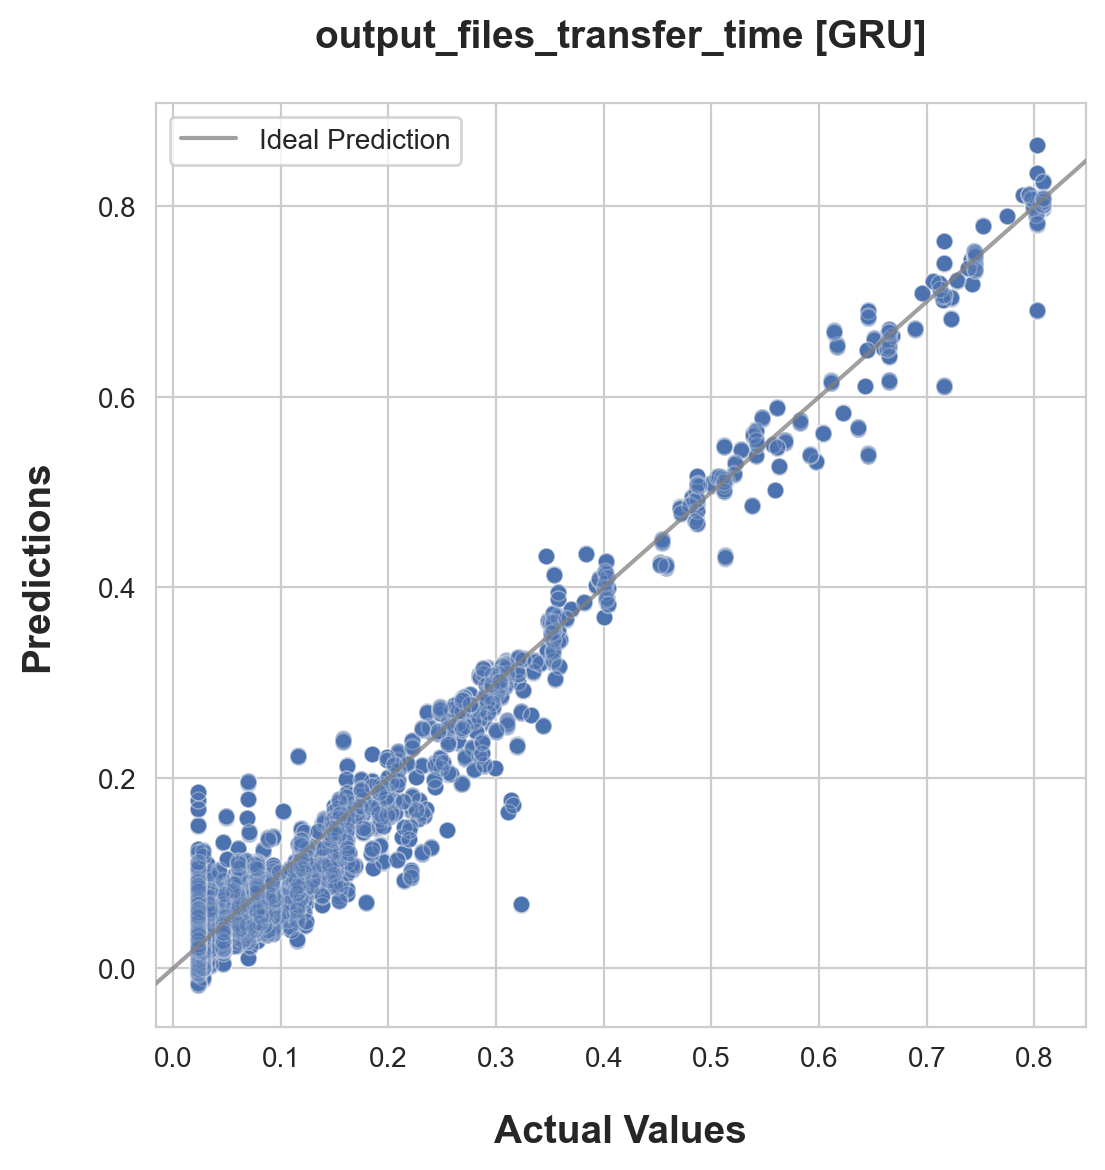 output_files_transfer_time [GRU]
Ideal Prediction
0.8
0.6
0.4
0.2
0.0
Predictions
0.0 0.1 0.2 0.3 0.4 0.5 0.6 0.7 0.8
Actual Values